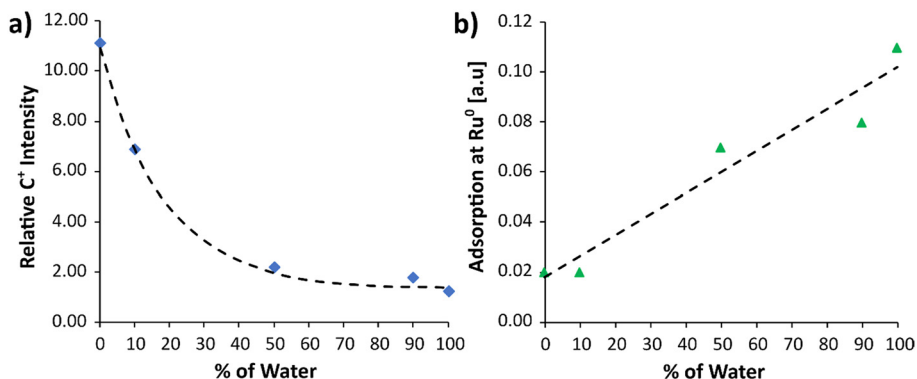 a)
Relative C⁺ Intensity
12.00
10.00
8.00
6.00
4.00
2.00
0.00
0 10 20 30 40 50 60 70 80 90 100
% of Water
b)
Adsorption at Ru⁰ [a.u]
0.12
0.10
0.08
0.06
0.04
0.02
0.00
0 10 20 30 40 50 60 70 80 90 100
% of Water